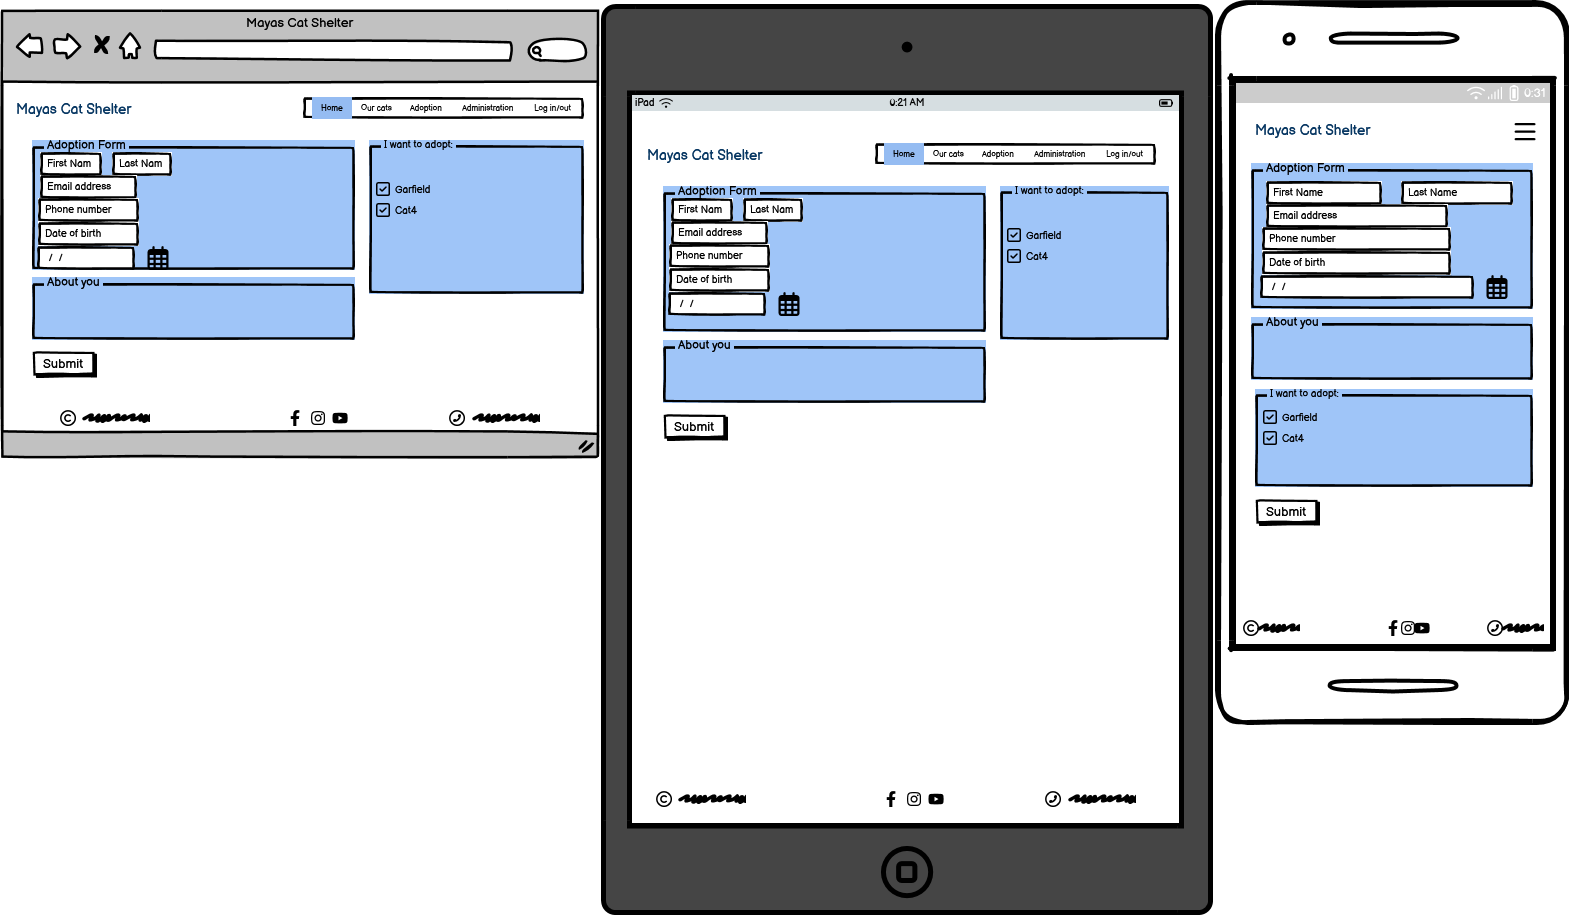 Mayas Cat Shelter
Mayas Cat Shelter
Home Our cats Adoption Administration Log in/out
Adoption Form
First Nam Last Nam
Email address
Phone number
Date of birth
/ /
I want to adopt:
Garfield
Cat4
About you
Submit
iPad 0:21 AM
Mayas Cat Shelter
Home Our cats Adoption Administration Log in/out
Adoption Form
First Nam Last Nam
Email address
Phone number
Date of birth
/ /
I want to adopt:
Garfield
Cat4
About you
Submit
0:31
Mayas Cat Shelter
Adoption Form
First Name Last Name
Email address
Phone number
Date of birth
/ /
About you
I want to adopt:
Garfield
Cat4
Submit